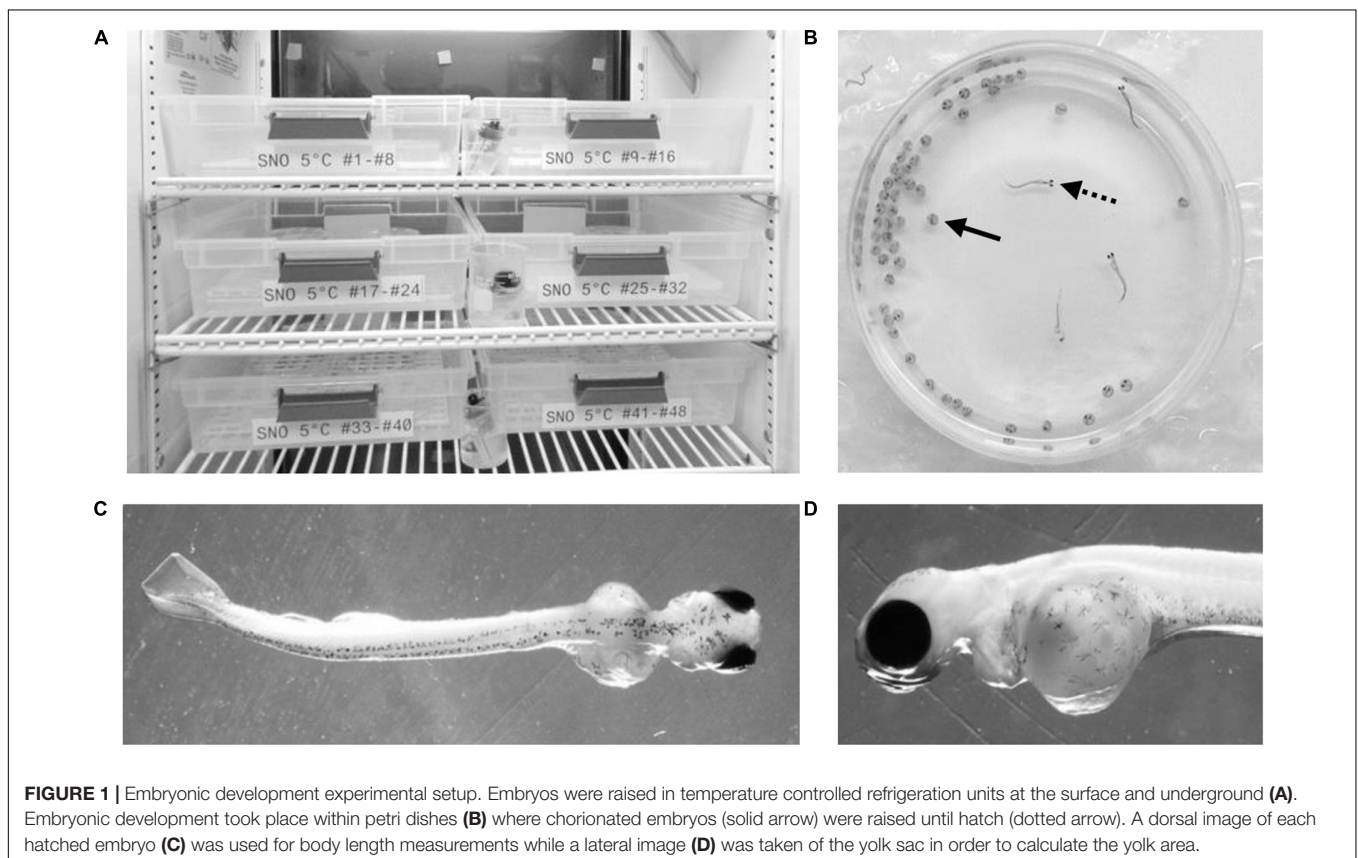 A
B
SNO 5°C #1-#8
SNO 5°C #9-#16
SNO 5°C #17-#24
SNO 5°C #25-#32
SNO 5°C #33-#40
SNO 5°C #41-#48
C
D
FIGURE 1 | Embryonic development experimental setup. Embryos were raised in temperature controlled refrigeration units at the surface and underground (A).
Embryonic development took place within petri dishes (B) where chorionated embryos (solid arrow) were raised until hatch (dotted arrow). A dorsal image of each
hatched embryo (C) was used for body length measurements while a lateral image (D) was taken of the yolk sac in order to calculate the yolk area.